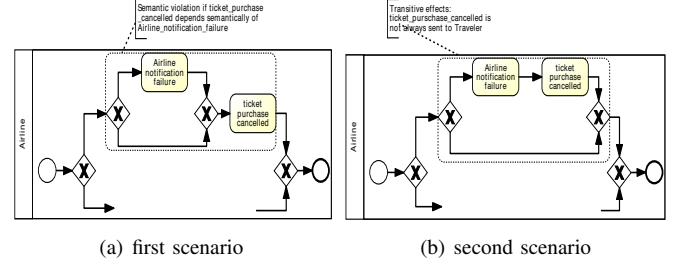 Semantic violation if ticket_purchase
_cancelled depends semantically of
Airline_notification_failure
Airline
Airline
notification
failure
ticket
purchase
cancelled
X
X
X
X
(a) first scenario
Transitive effects:
ticket_purschase_cancelled is
not always sent to Traveler
Airline
Airline
notification
failure
ticket
purchase
cancelled
X
X
X
X
(b) second scenario